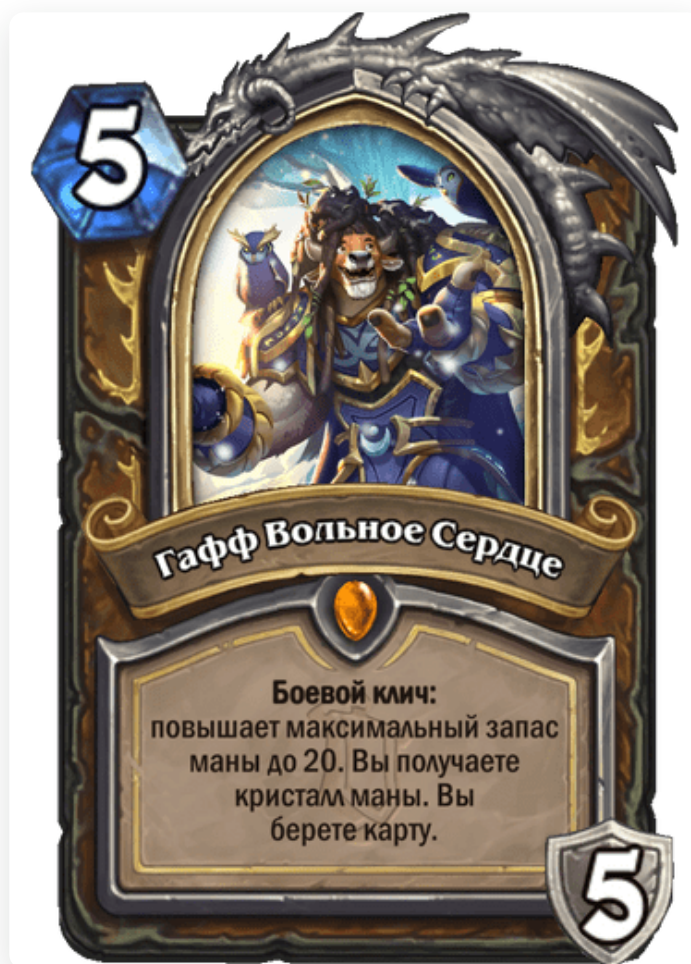 5
Гафф Вольное Сердце
Боевой клич:
повышает максимальный запас
маны до 20. Вы получаете
кристалл маны. Вы
берете карту.
5